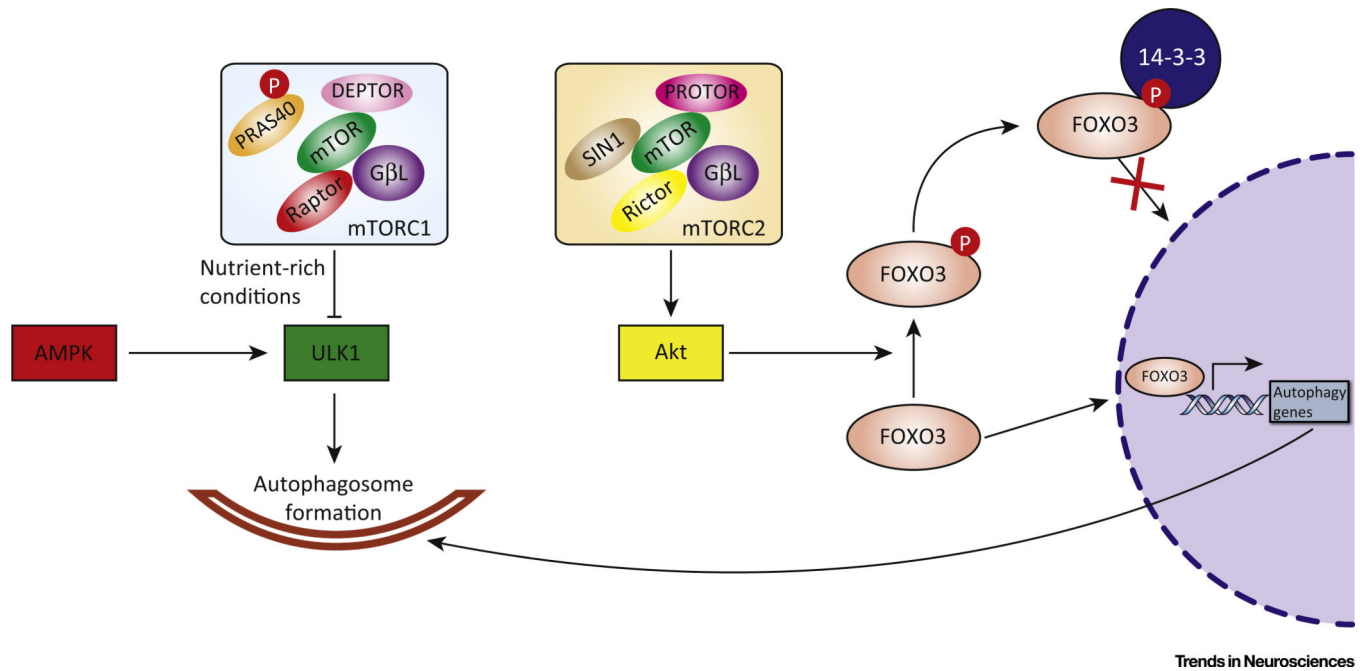 P
PRAS40
DEPTOR
mTOR
GβL
Raptor
mTORC1
PROTOR
SIN1
mTOR
GβL
Rictor
mTORC2
14-3-3
P
FOXO3
Nutrient-rich
conditions
P
FOXO3
AMPK
ULK1
Akt
FOXO3
Autophagy
genes
FOXO3
Autophagosome
formation
Trends in Neurosciences